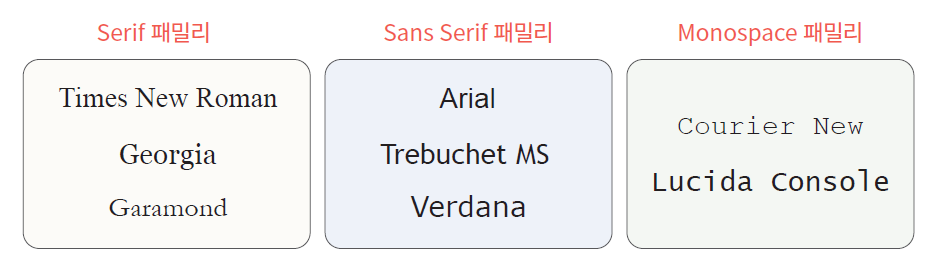 Serif 패밀리
Sans Serif 패밀리
Monospace 패밀리
Times New Roman
Georgia
Garamond
Arial
Trebuchet MS
Verdana
Courier New
Lucida Console